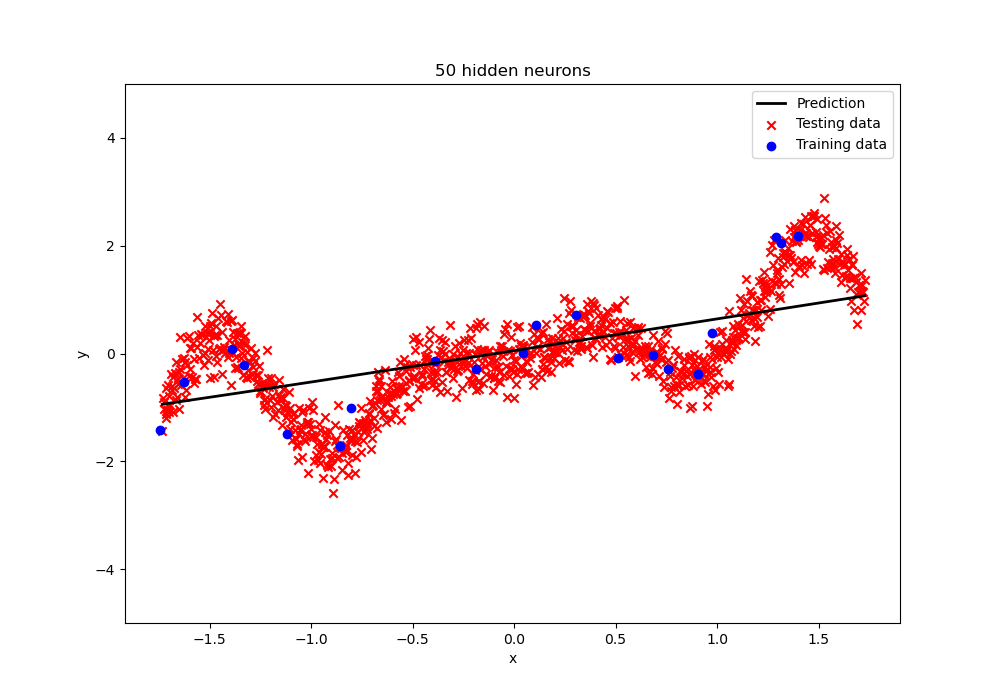 50 hidden neurons
Prediction
Testing data
Training data
4
2
0
−2
−4
y
−1.5 −1.0 −0.5 0.0 0.5 1.0 1.5
x